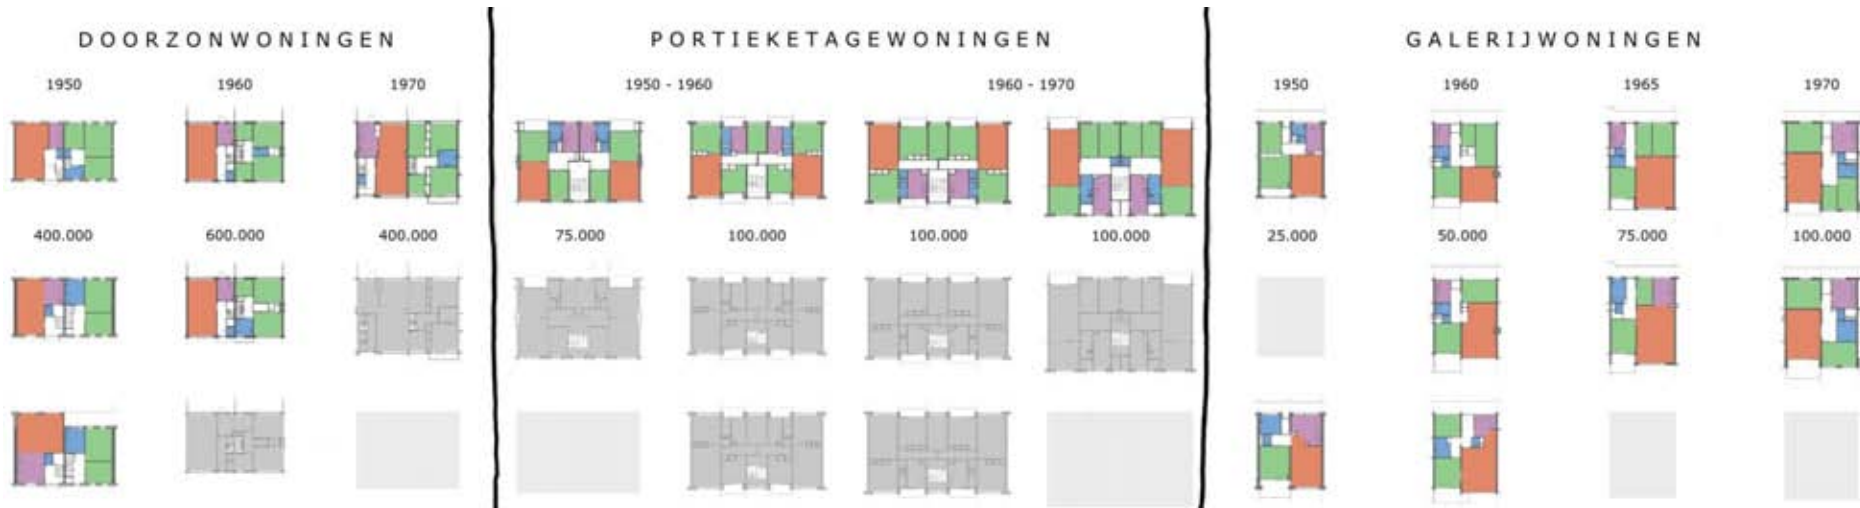 DOORZONWONINGEN
PORTIEKETAGEWONINGEN
GALERIJWONINGEN
1950 1960 1970
1950 - 1960 1960 - 1970
1950 1960 1965 1970
400.000 600.000 400.000
75.000 100.000 100.000 100.000
25.000 50.000 75.000 100.000